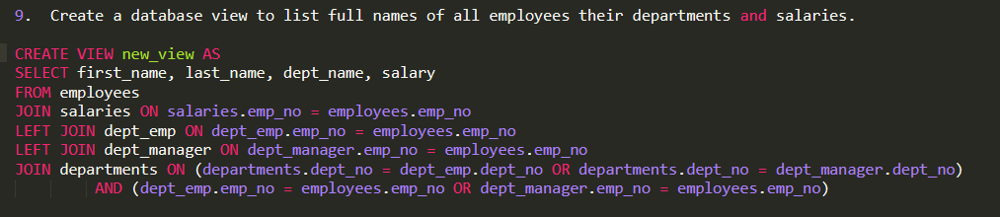 9.  Create a database view to list full names of all employees their departments and salaries.
CREATE VIEW new_view AS
SELECT first_name, last_name, dept_name, salary
FROM employees
JOIN salaries ON salaries.emp_no = employees.emp_no
LEFT JOIN dept_emp ON dept_emp.emp_no = employees.emp_no
LEFT JOIN dept_manager ON dept_manager.emp_no = employees.emp_no
JOIN departments ON (departments.dept_no = dept_emp.dept_no OR departments.dept_no = dept_manager.dept_no)
AND (dept_emp.emp_no = employees.emp_no OR dept_manager.emp_no = employees.emp_no)